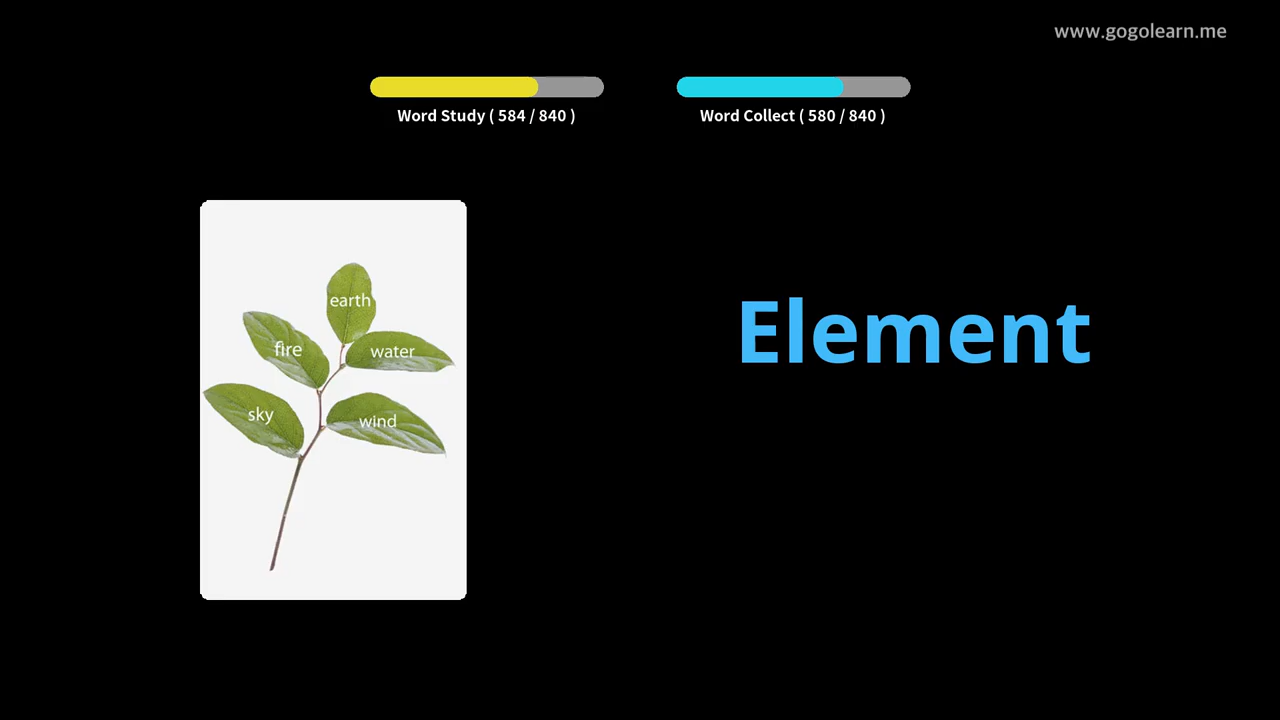 www.gogolearn.me
Word Study ( 584 / 840 )
Word Collect ( 580 / 840 )
earth
fire
water
sky
wind
Element